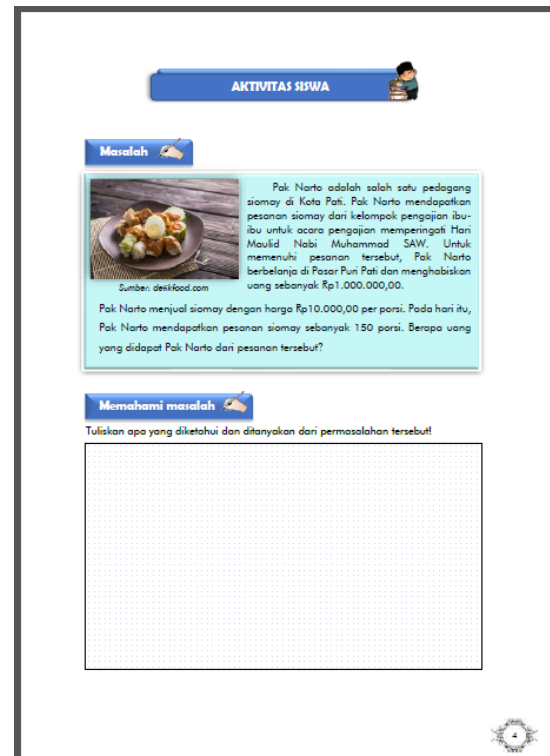 AKTIVITAS SISWA
Masalah
Pak Narto adalah salah satu pedagang
siomay di Kota Pati. Pak Narto mendapatkan
pesanan siomay dari kelompok pengajian ibu-
ibu untuk acara pengajian memperingati Hari
Maulid Nabi Muhammad SAW. Untuk
memenuhi pesanan tersebut, Pak Narto
berbelanja di Pasar Puri Pati dan menghabiskan
uang sebanyak Rp1.000.000,00.
Sumber: detikfood.com
Pak Narto menjual siomay dengan harga Rp10.000,00 per porsi. Pada hari itu,
Pak Narto mendapatkan pesanan siomay sebanyak 150 porsi. Berapa uang
yang didapat Pak Narto dari pesanan tersebut?
Memahami masalah
Tuliskan apa yang diketahui dan ditanyakan dari permasalahan tersebut!
4